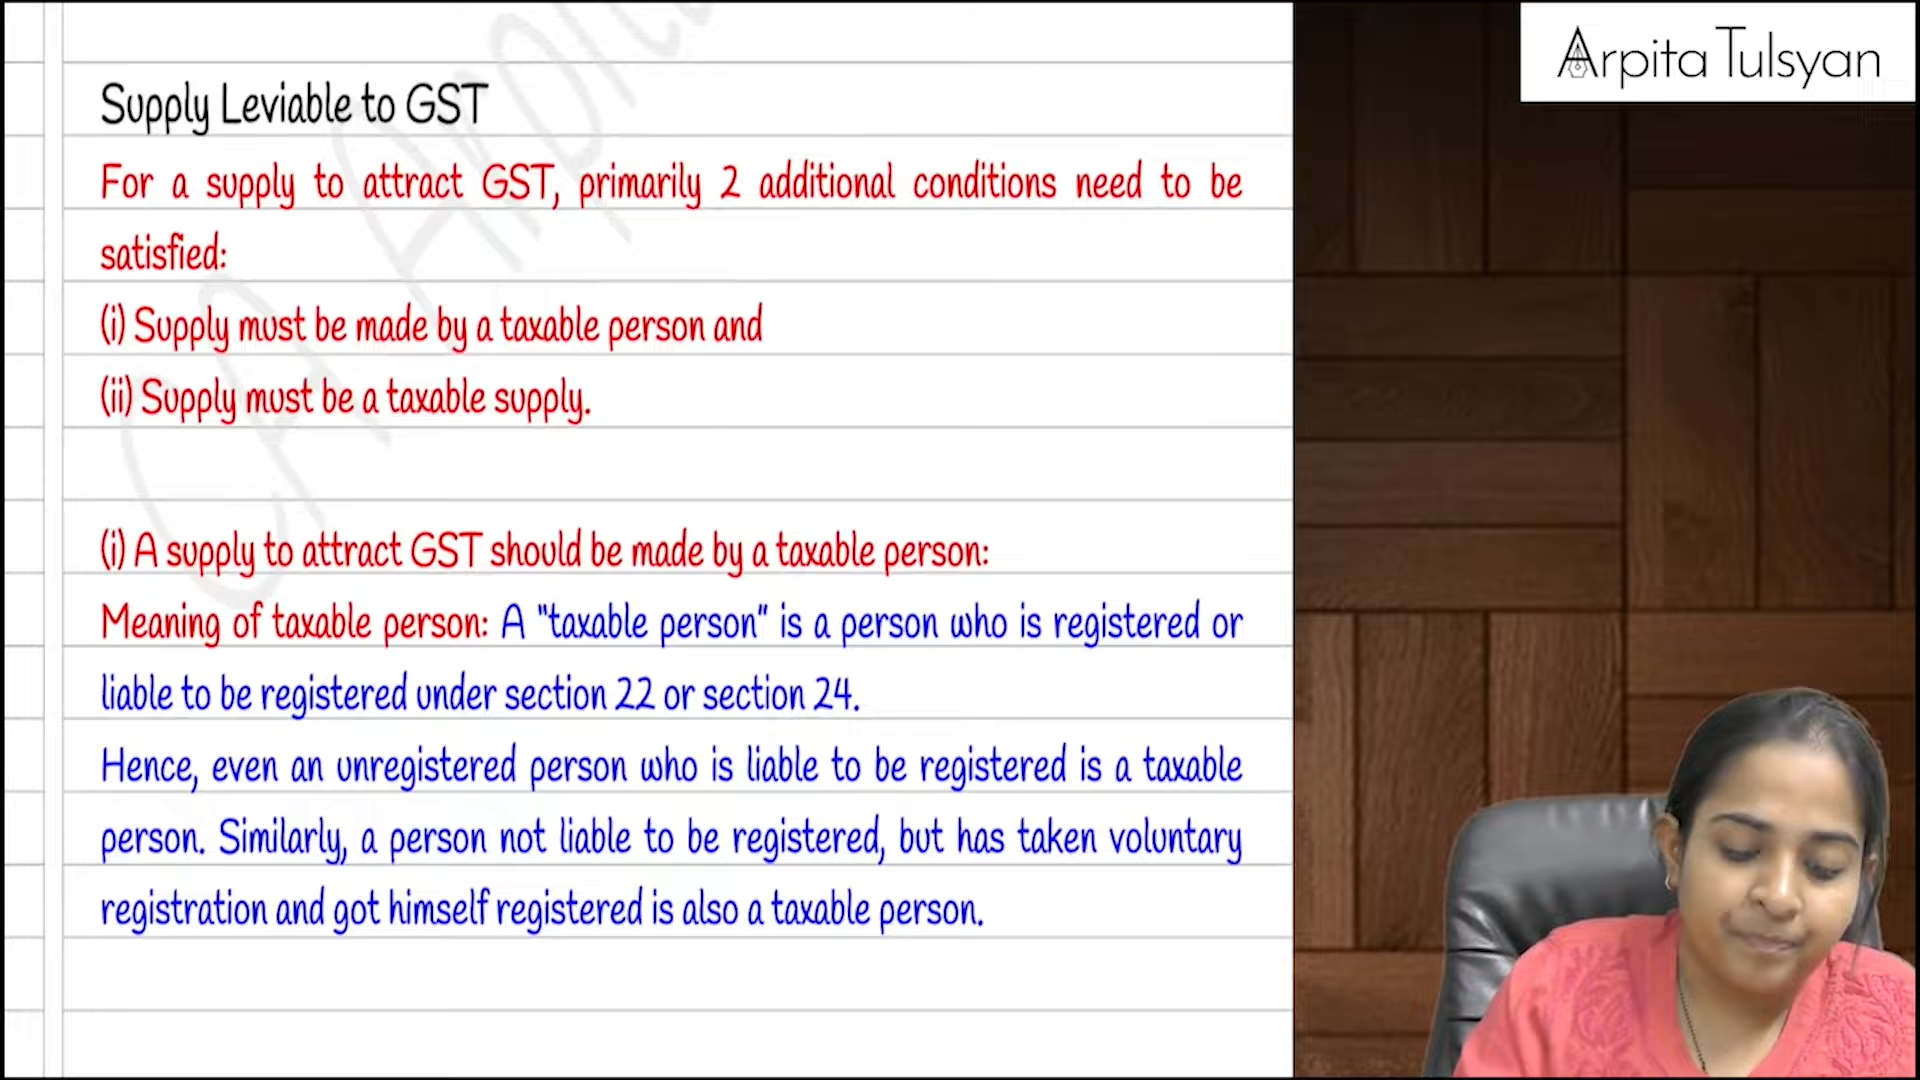 Arpita Tulsyan
Supply Leviable to GST
For a supply to attract GST, primarily 2 additional conditions need to be
satisfied:
(i) Supply must be made by a taxable person and
(ii) Supply must be a taxable supply.
(i) A supply to attract GST should be made by a taxable person:
Meaning of taxable person: A "taxable person" is a person who is registered or
liable to be registered under section 22 or section 24.
Hence, even an unregistered person who is liable to be registered is a taxable
person. Similarly, a person not liable to be registered, but has taken voluntary
registration and got himself registered is also a taxable person.